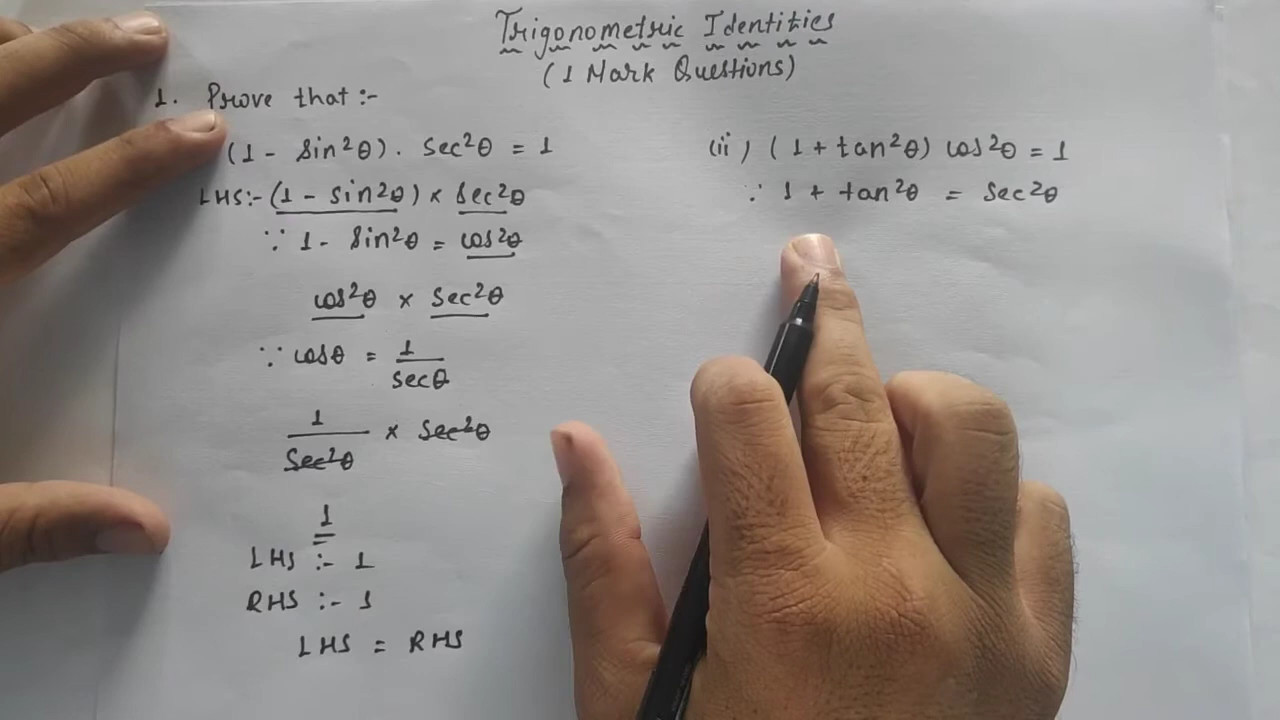 Trigonometric Identities
(1 Mark Questions)
1. Prove that :-
(1 - sin²θ). sec²θ = 1
LHS:- (1 - sin²θ) × sec²θ
∵ 1 - sin²θ = cos²θ
cos²θ × sec²θ
∵ cosθ = 1/secθ
1/sec²θ × sec²θ
1
LHS :- 1
RHS :- 1
LHS = RHS
(ii) (1 + tan²θ) cos²θ = 1
∵ 1 + tan²θ = sec²θ